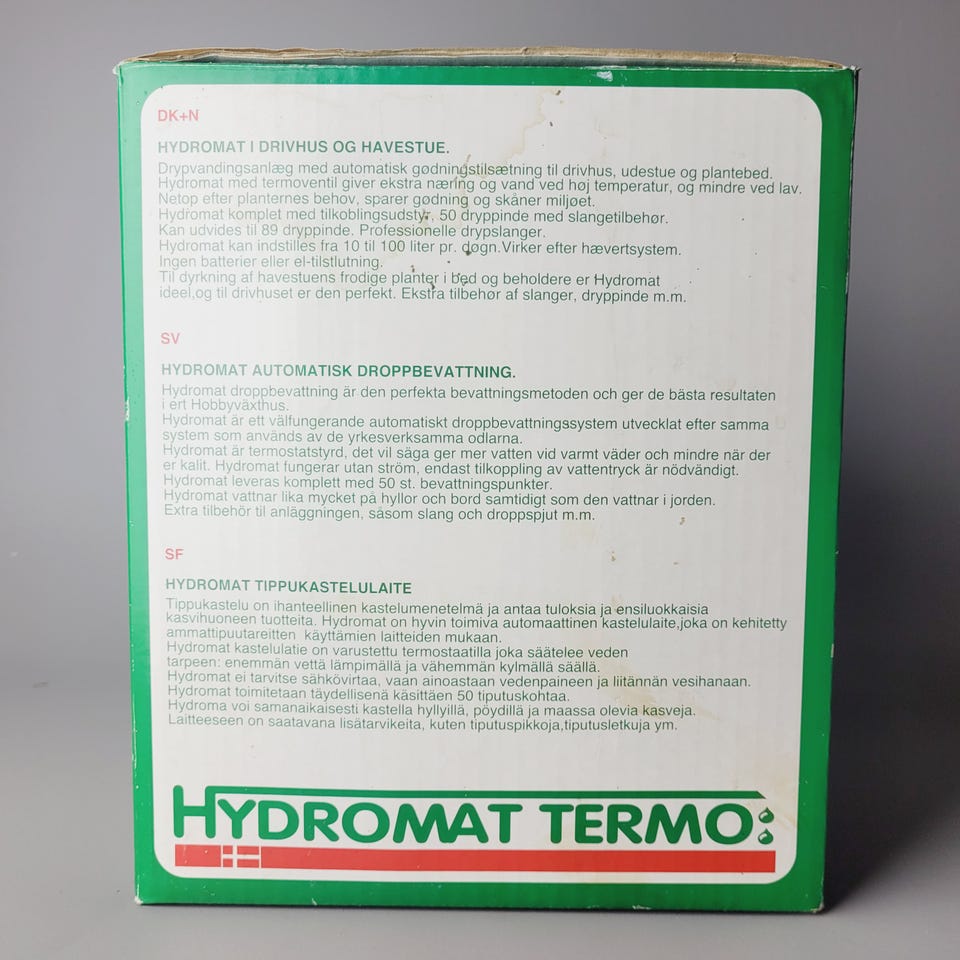 DK+N
HYDROMAT I DRIVHUS OG HAVESTUE.
Drypvandingsanlæg med automatisk gødningstilsætning til drivhus, udestue og plantebed.
Hydromat med termoventil giver ekstra næring og vand ved høj temperatur, og mindre ved lav.
Netop efter planternes behov, sparer gødning og skåner miljøet.
Hydromat komplet med tilkoblingsudstyr, 50 dryppinde med slangetilbehør.
Kan udvides til 89 dryppinde. Professionelle drypslanger.
Hydromat kan indstilles fra 10 til 100 liter pr. døgn.Virker efter hævertsystem.
Ingen batterier eller el-tilstlutning.
Til dyrkning af havestuens frodige planter i bed og beholdere er Hydromat
ideel,og til drivhuset er den perfekt. Ekstra tilbehør af slanger, dryppinde m.m.
SV
HYDROMAT AUTOMATISK DROPPBEVATTNING.
Hydromat droppbevattning är den perfekta bevattningsmetoden och ger de bästa resultaten
i ert Hobbyväxthus.
Hydromat är ett välfungerande automatiskt droppbevattningssystem utvecklat efter samma
system som används av de yrkesverksamma odlarna.
Hydromat är termostatstyrd, det vil säga ger mer vatten vid varmt väder och mindre när der
er kalit. Hydromat fungerar utan ström, endast tilkoppling av vattentryck är nödvändigt.
Hydromat leveras komplett med 50 st. bevattningspunkter.
Hydromat vattnar lika mycket på hyllor och bord samtidigt som den vattnar i jorden.
Extra tilbehör til anläggningen, såsom slang och droppspjut m.m.
SF
HYDROMAT TIPPUKASTELULAITE
Tippukastelu on ihanteellinen kastelumenetelmä ja antaa tuloksia ja ensiluokkaisia
kasvihuoneen tuotteita. Hydromat on hyvin toimiva automaattinen kastelulaite,joka on kehitetty
ammattipuutareitten käyttämien laitteiden mukaan.
Hydromat kastelulatie on varustettu termostaatilla joka säätelee veden
tarpeen: enemmän vettä lämpimällä ja vähemmän kylmällä säällä.
Hydromat ei tarvitse sähkövirtaa, vaan ainoastaan vedenpaineen ja liitännän vesihanaan.
Hydromat toimitetaan täydellisenä käsittäen 50 tiputuskohtaa.
Hydroma voi samanaikaisesti kastella hyllyillä, pöydillä ja maassa olevia kasveja.
Laitteeseen on saatavana lisätarvikeita, kuten tiputuspikkoja,tiputusletkuja ym.
HYDROMAT TERMO